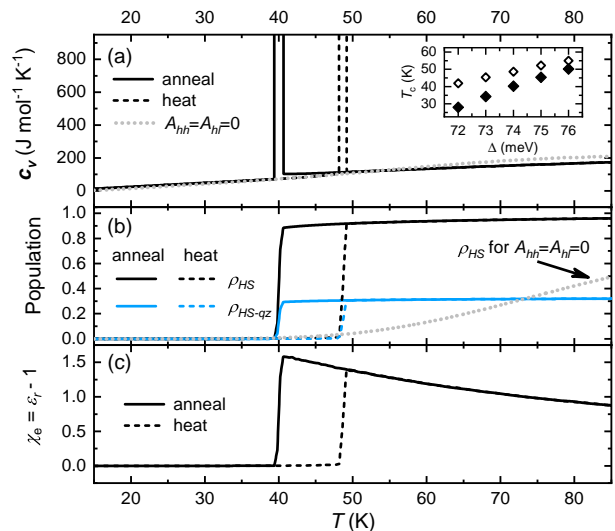 20 30 40 50 60 70 80
(a)
anneal
heat
A_hh=A_hl=0
c_v (J mol⁻¹ K⁻¹)
800
600
400
200
0
T_c (K)
60
50
40
30
72 73 74 75 76
Δ (meV)
(b)
anneal heat
ρ_HS
ρ_HS-qz
ρ_HS for A_hh=A_hl=0
Population
1.0
0.8
0.6
0.4
0.2
0.0
(c)
anneal
heat
χ_e = ε_r - 1
1.5
1.0
0.5
0.0
20 30 40 50 60 70 80
T (K)